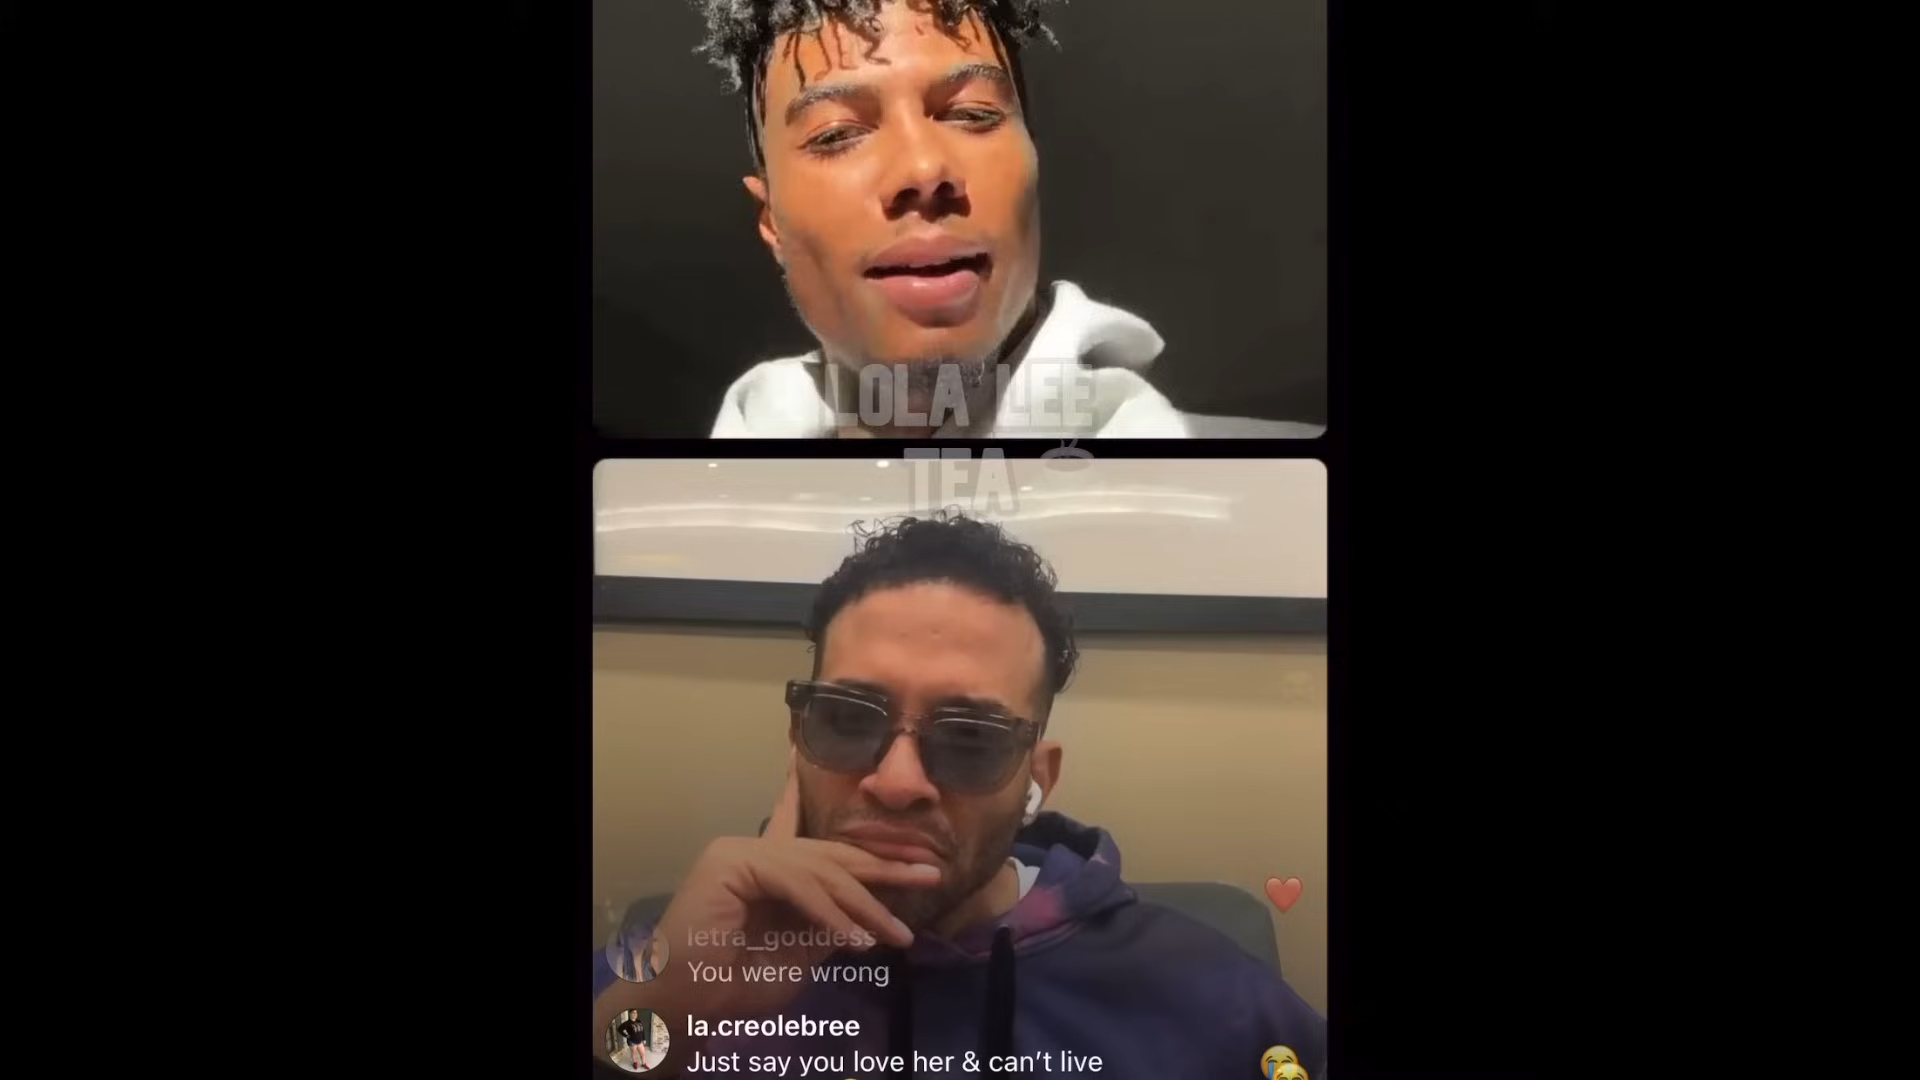 LOLA LEE
TEA
letra_goddess
You were wrong
la.creolebree
Just say you love her & can't live